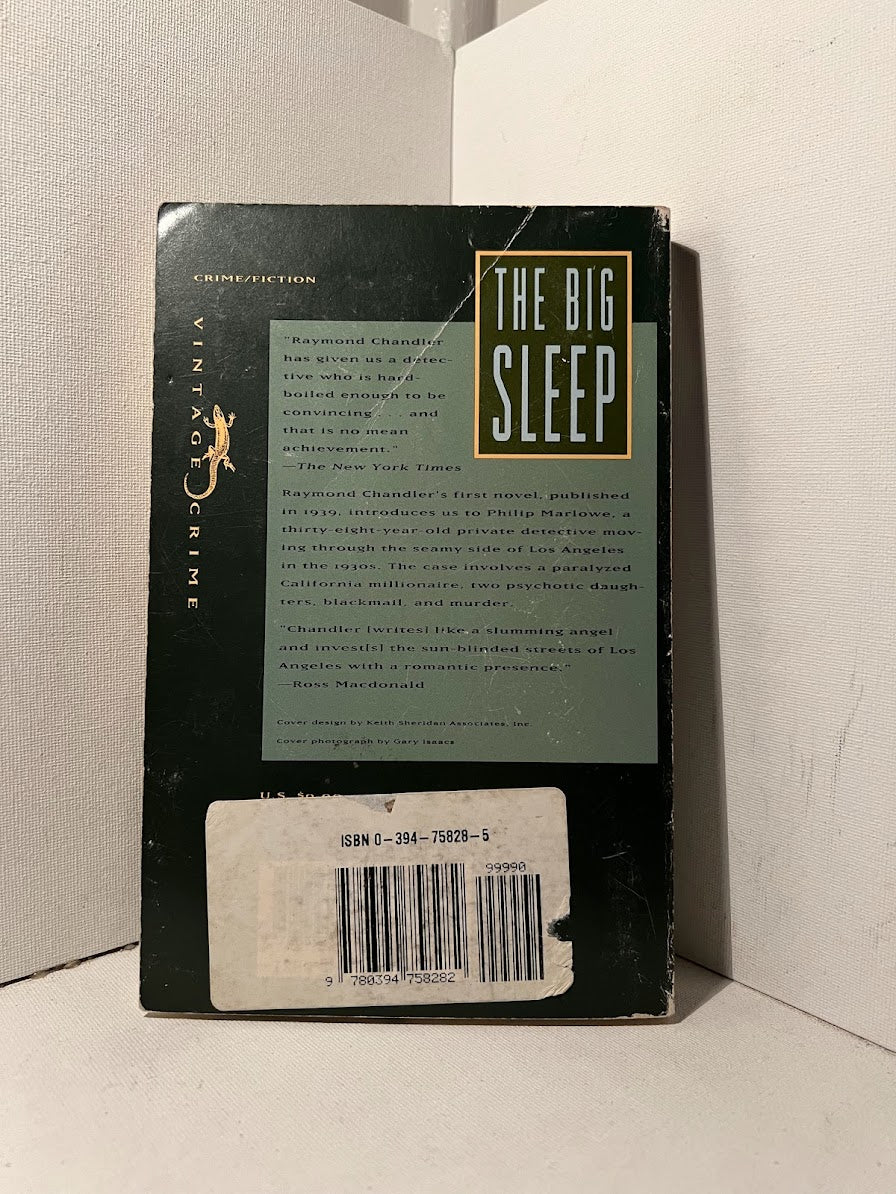 CRIME/FICTION
THE BIG
SLEEP
VINTAGE CRIME
"Raymond Chandler
has given us a detec-
tive who is hard-
boiled enough to be
convincing . . . and
that is no mean
achievement."
—The New York Times
Raymond Chandler's first novel, published
in 1939, introduces us to Philip Marlowe, a
thirty-eight-year-old private detective mov-
ing through the seamy side of Los Angeles
in the 1930s. The case involves a paralyzed
California millionaire, two psychotic daugh-
ters, blackmail, and murder.
"Chandler [writes] like a slumming angel
and invest[s] the sun-blinded streets of Los
Angeles with a romantic presence."
—Ross Macdonald
Cover design by Keith Sheridan Associates, Inc.
Cover photograph by Gary Isaacs
U.S.
ISBN 0-394-75828-5
99990
9 780394 758282